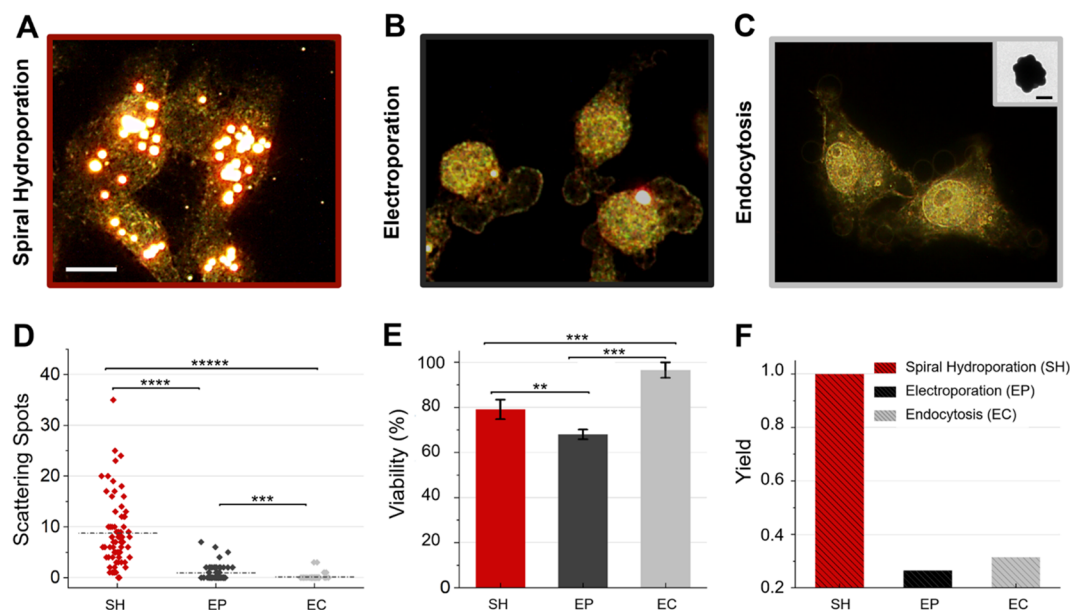 A
B
C
Spiral Hydroporation
Electroporation
Endocytosis
D
Scattering Spots
40
30
20
10
0
*****
****
***
SH
EP
EC
E
Viability (%)
100
80
60
40
20
0
***
***
**
SH
EP
EC
F
Yield
1.0
0.8
0.6
0.4
0.2
Spiral Hydroporation (SH)
Electroporation (EP)
Endocytosis (EC)
SH
EP
EC